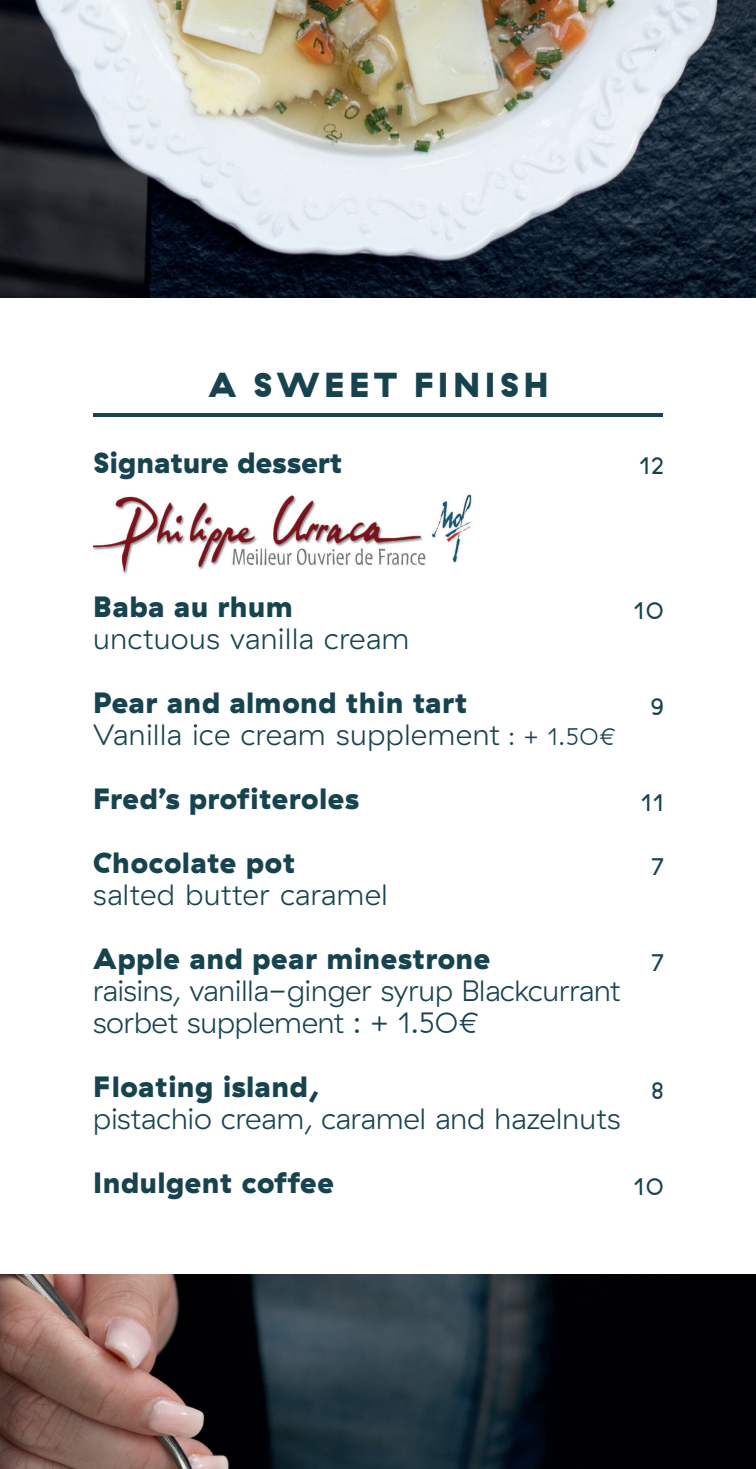 A SWEET FINISH
Signature dessert 12
Philippe Urraca
Meilleur Ouvrier de France
Mof
Baba au rhum 10
unctuous vanilla cream
Pear and almond thin tart 9
Vanilla ice cream supplement : + 1.50€
Fred’s profiteroles 11
Chocolate pot 7
salted butter caramel
Apple and pear minestrone 7
raisins, vanilla–ginger syrup Blackcurrant
sorbet supplement : + 1.50€
Floating island, 8
pistachio cream, caramel and hazelnuts
Indulgent coffee 10